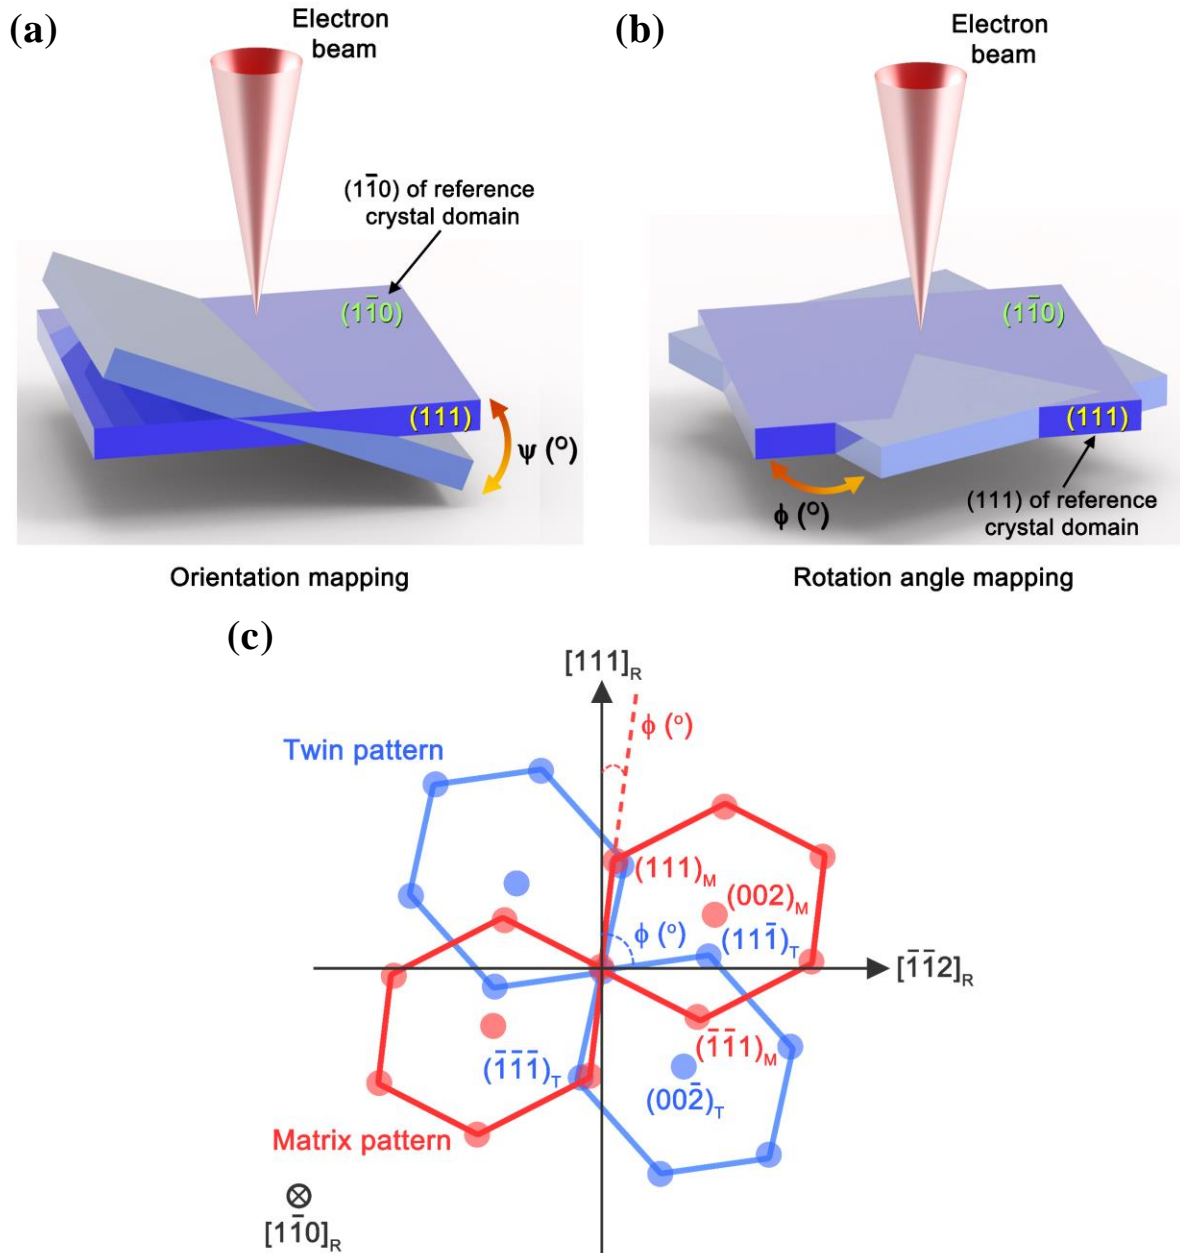 (a)
Electron
beam
(11̅0) of reference
crystal domain
(11̅0)
(111)
ψ (°)
Orientation mapping
(b)
Electron
beam
(11̅0)
(111)
ϕ (°)
(111) of reference
crystal domain
Rotation angle mapping
(c)
[111]R
ϕ (°)
Twin pattern
(111)M
(002)M
ϕ (°)
(111̅)T
[1̅1̅2]R
(1̅1̅1̅)T
(1̅1̅1)M
(002̅)T
Matrix pattern
[11̅0]R